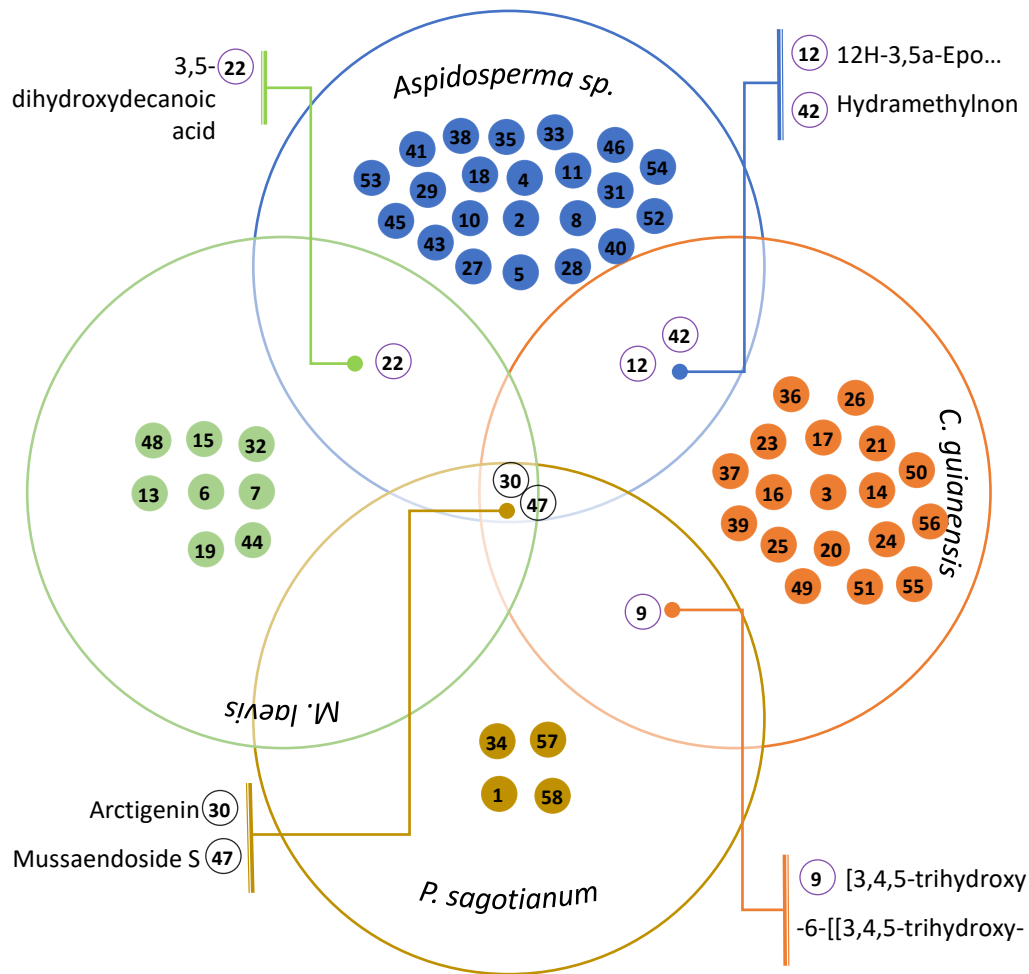 3,5- 22
dihydroxydecanoic
acid
12 12H-3,5a-Epo...
42 Hydramethylnon
Aspidosperma sp.
41 38 35 33 46
53 29 18 4 11 31 54
45 10 2 8 52
43 27 5 28 40
22
42
12
48 15 32
13 6 7
19 44
M. laevis
30
47
36 26
23 17 21
37 16 3 14 50
39 25 20 24 56
49 51 55
C. guianensis
9
34 57
1 58
P. sagotianum
Arctigenin 30
Mussaendoside S 47
9 [3,4,5-trihydroxy
-6-[[3,4,5-trihydroxy-